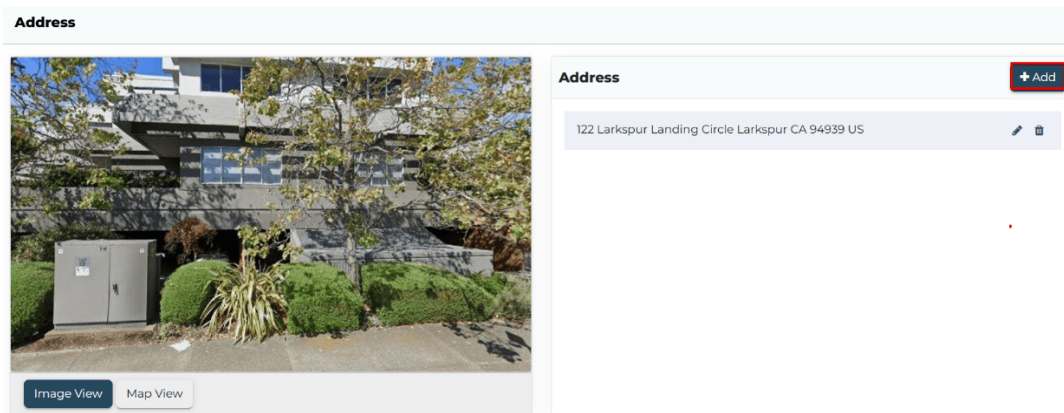 Address
Address
+ Add
122 Larkspur Landing Circle Larkspur CA 94939 US
Image View
Map View